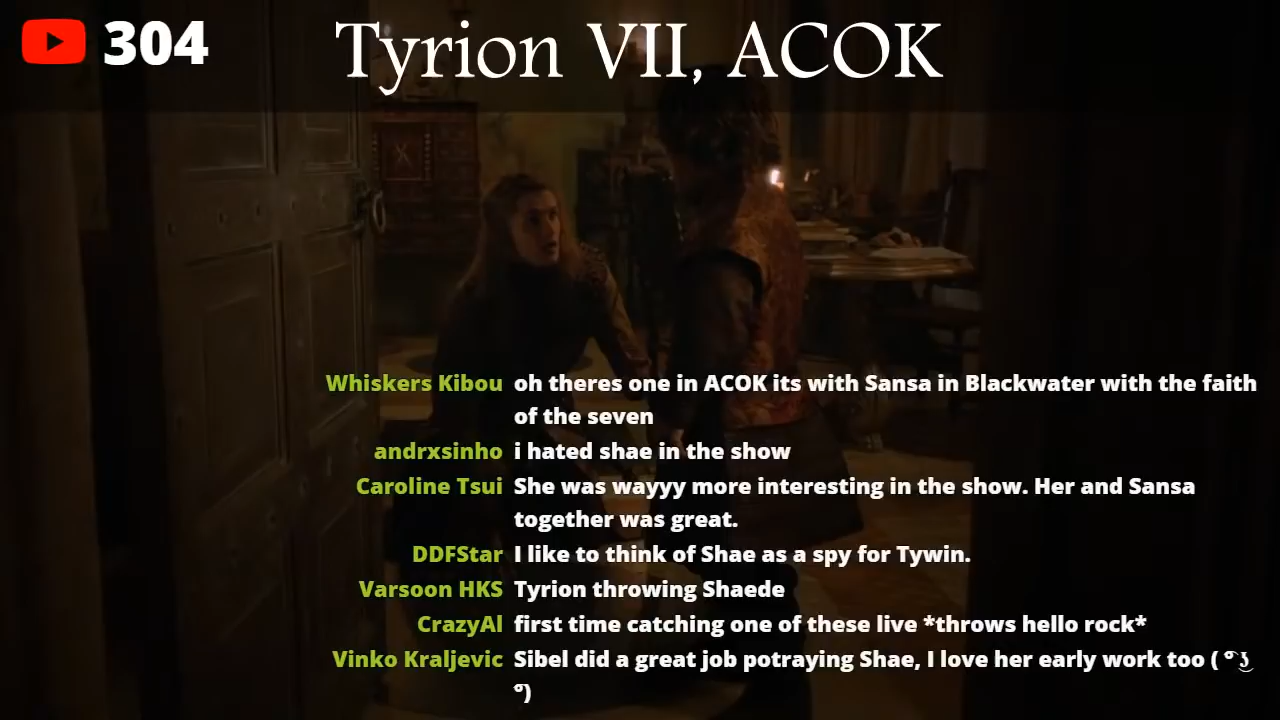 304
Tyrion VII, ACOK
Whiskers Kibou oh theres one in ACOK its with Sansa in Blackwater with the faith
of the seven
andrxsinho i hated shae in the show
Caroline Tsui She was wayyy more interesting in the show. Her and Sansa
together was great.
DDFStar I like to think of Shae as a spy for Tywin.
Varsoon HKS Tyrion throwing Shaede
CrazyAl first time catching one of these live *throws hello rock*
Vinko Kraljevic Sibel did a great job potraying Shae, I love her early work too ( ͡° ͜ʖ
͡°)